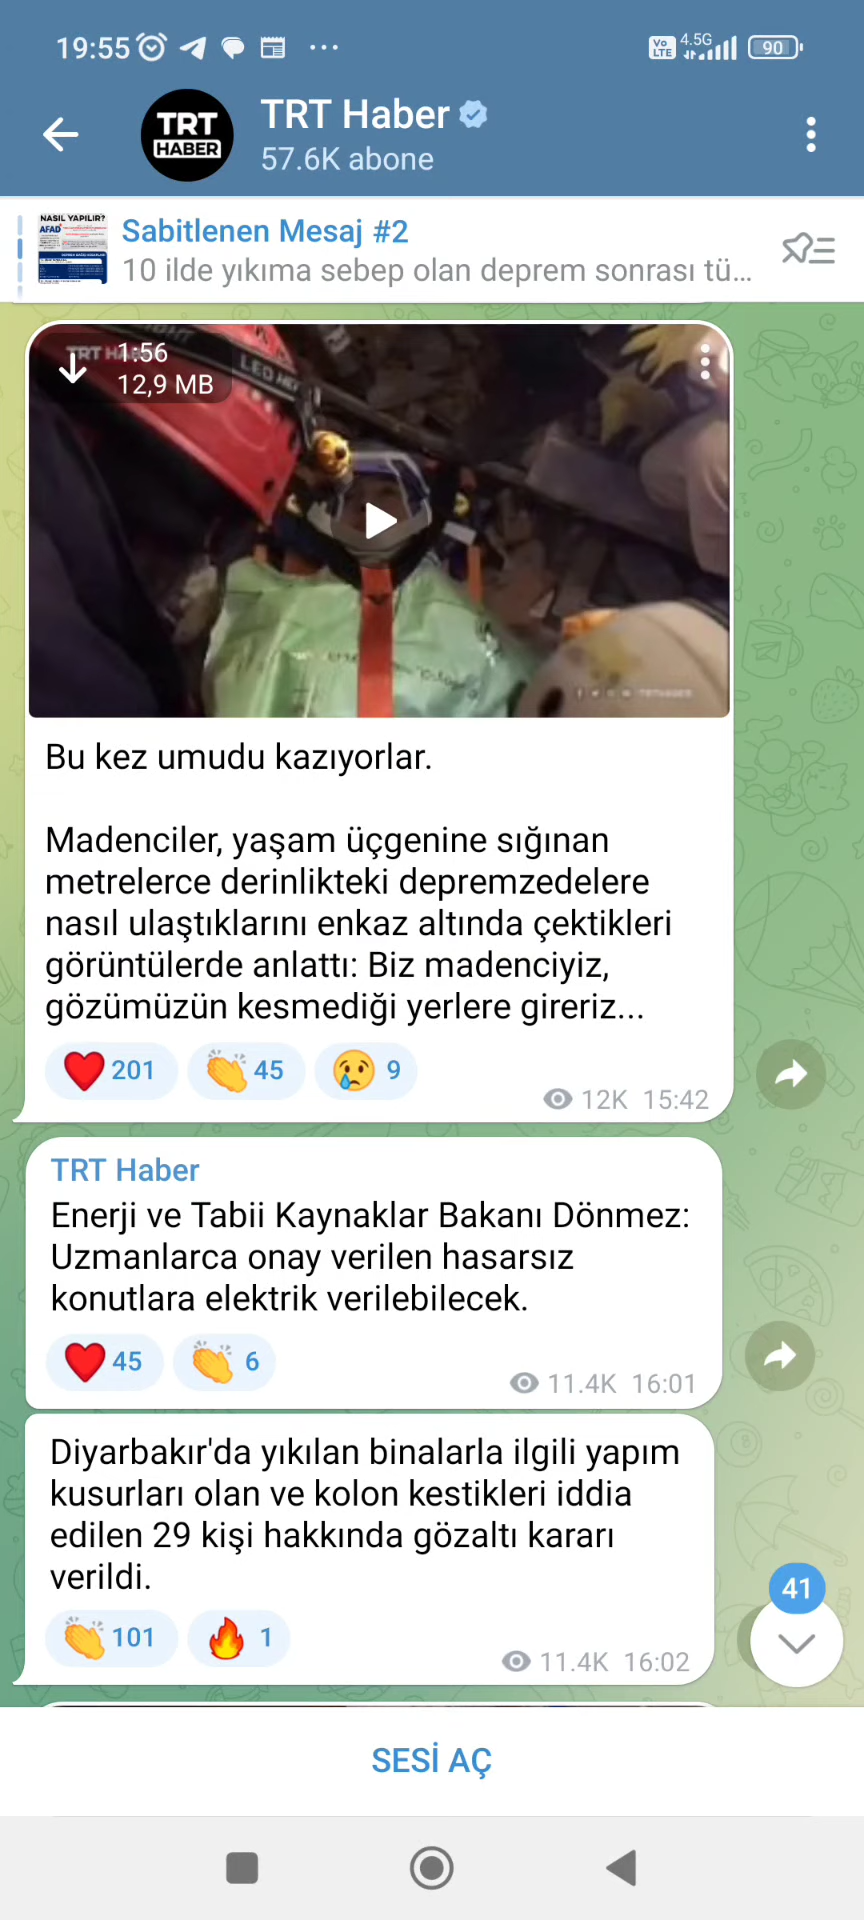 19:55
Vo LTE 4.5G 90
TRT HABER
TRT Haber
57.6K abone
NASIL YAPILIR?
AFAD
Sabitlenen Mesaj #2
10 ilde yıkıma sebep olan deprem sonrası tü...
TRT HABER
1:56
12,9 MB
TRTHABER
Bu kez umudu kazıyorlar.
Madenciler, yaşam üçgenine sığınan
metrelerce derinlikteki depremzedelere
nasıl ulaştıklarını enkaz altında çektikleri
görüntülerde anlattı: Biz madenciyiz,
gözümüzün kesmediği yerlere gireriz...
201 45 9
12K 15:42
TRT Haber
Enerji ve Tabii Kaynaklar Bakanı Dönmez:
Uzmanlarca onay verilen hasarsız
konutlara elektrik verilebilecek.
45 6
11.4K 16:01
Diyarbakır'da yıkılan binalarla ilgili yapım
kusurları olan ve kolon kestikleri iddia
edilen 29 kişi hakkında gözaltı kararı
verildi.
101 1
11.4K 16:02
41
SESİ AÇ